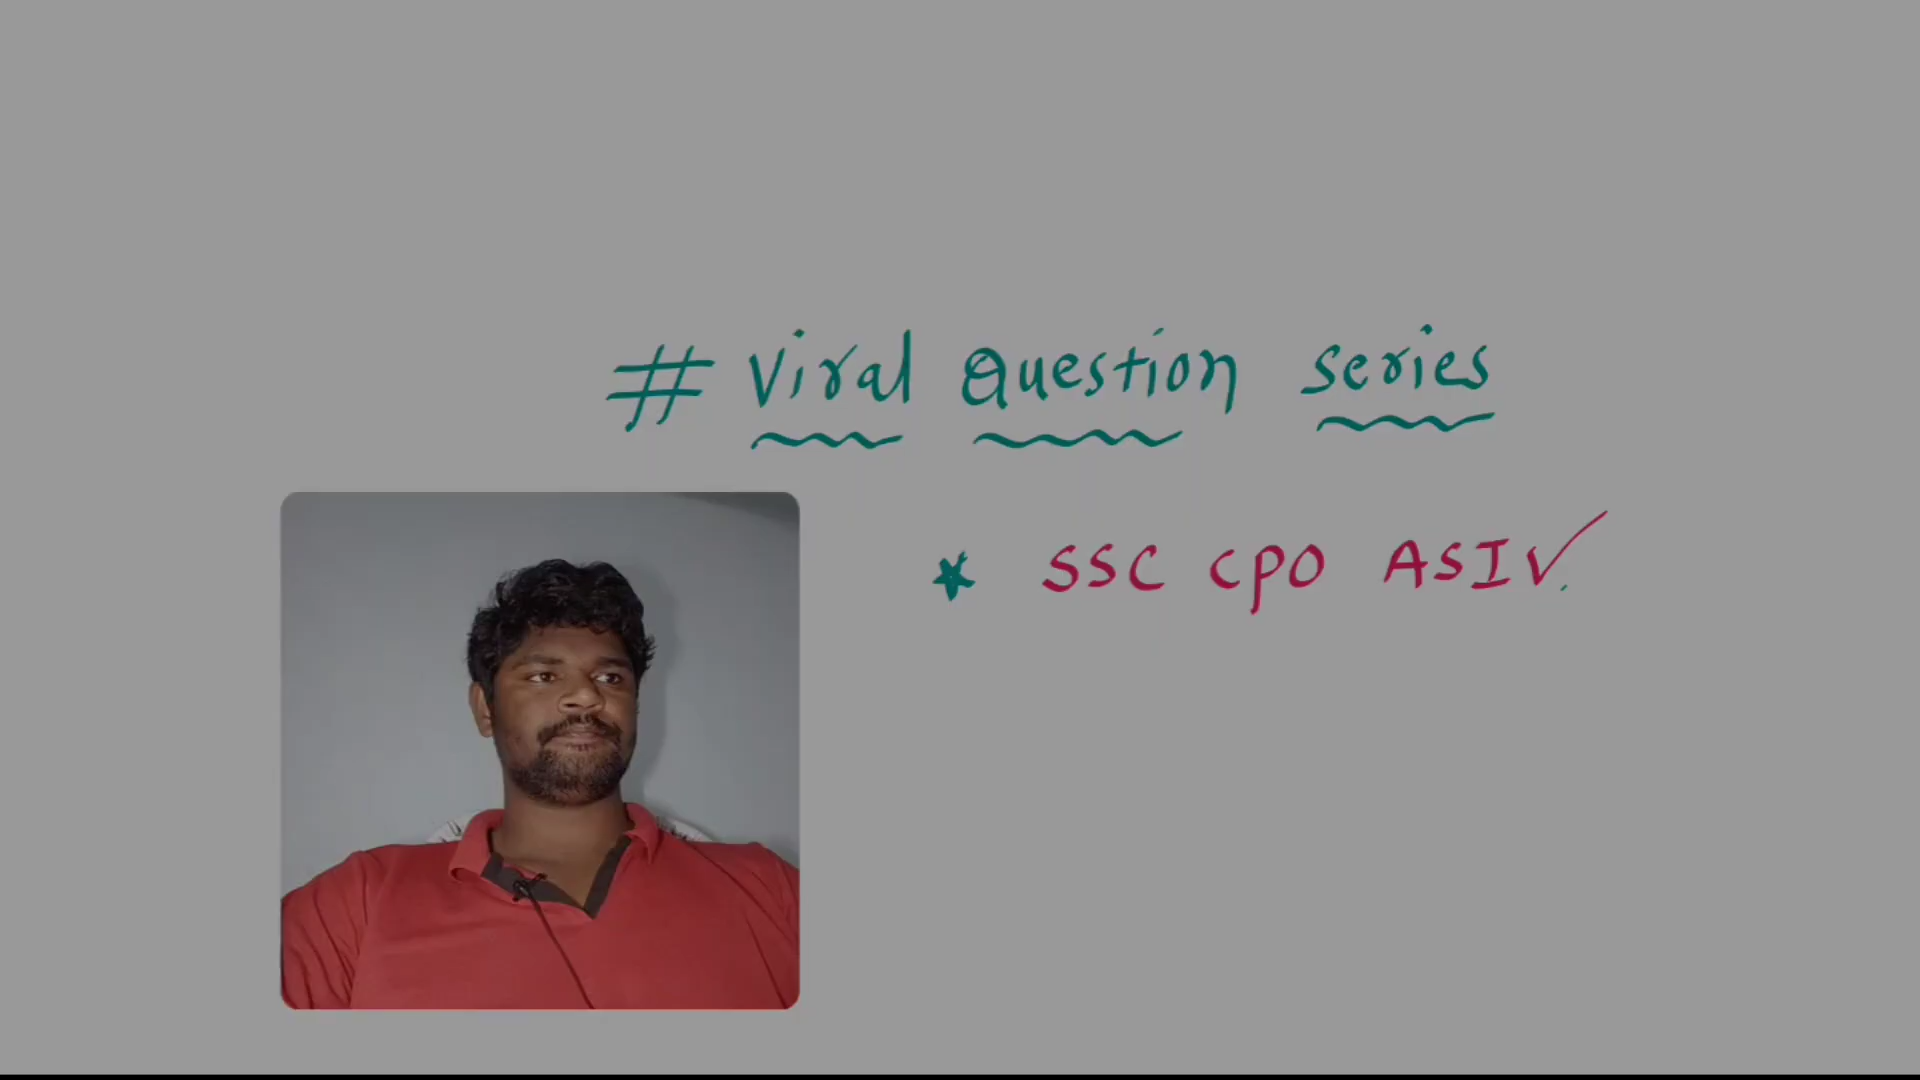 # Viral Question Series
* SSC CPO ASI ✓